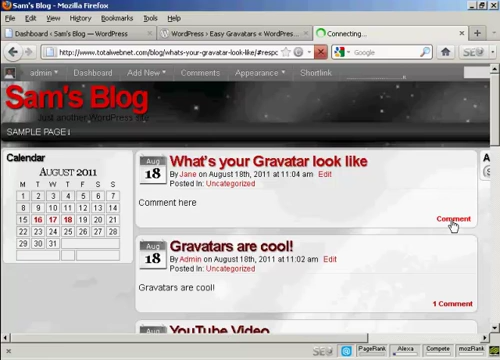 Sam's Blog - Mozilla Firefox
File Edit View History Bookmarks Tools Help
Dashboard ‹ Sam's Blog — WordPress
WordPress › Easy Gravatars « WordPres...
Connecting...
http://www.totalwebnet.com/blog/whats-your-gravatar-look-like/#respc
Google
SEO
admin Dashboard Add New Comments Appearance Shortlink
Sam's Blog
Just another WordPress site
SAMPLE PAGE↓
Calendar
AUGUST 2011
M T W T F S S
1 2 3 4 5 6 7
8 9 10 11 12 13 14
15 16 17 18 19 20 21
22 23 24 25 26 27 28
29 30 31
Aug
18
What's your Gravatar look like
By Jane on August 18th, 2011 at 11:04 am Edit
Posted In: Uncategorized
Comment here
Comment
Aug
18
Gravatars are cool!
By Admin on August 18th, 2011 at 11:02 am Edit
Posted In: Uncategorized
Gravatars are cool!
1 Comment
Aug
YouTube Video
A
SEO PageRank Alexa Compete mozRank